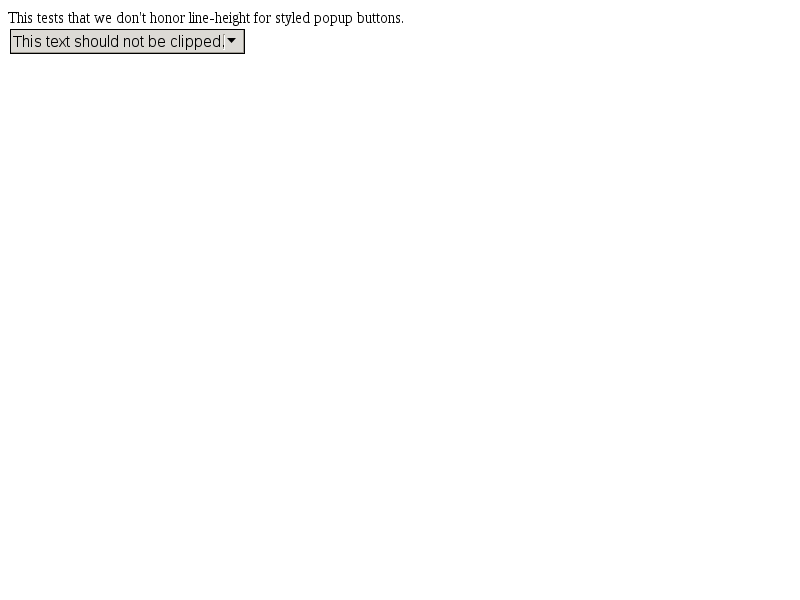 This tests that we don't honor line-height for styled popup buttons.
This text should not be clipped.